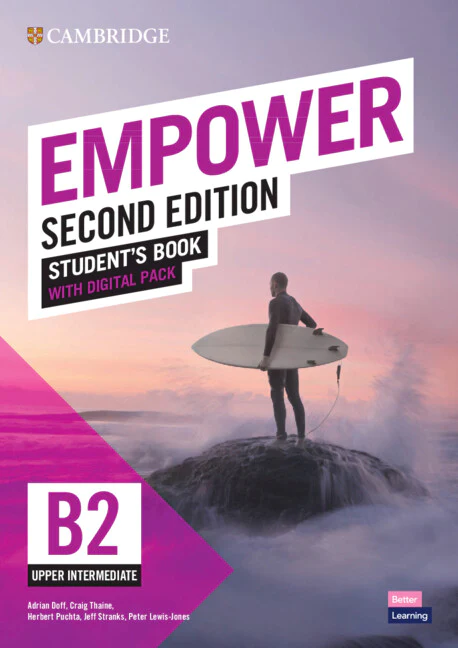 CAMBRIDGE
EMPOWER
SECOND EDITION
STUDENT'S BOOK
WITH DIGITAL PACK
B2
UPPER INTERMEDIATE
Adrian Doff, Craig Thaine,
Herbert Puchta, Jeff Stranks, Peter Lewis-Jones
Better
Learning